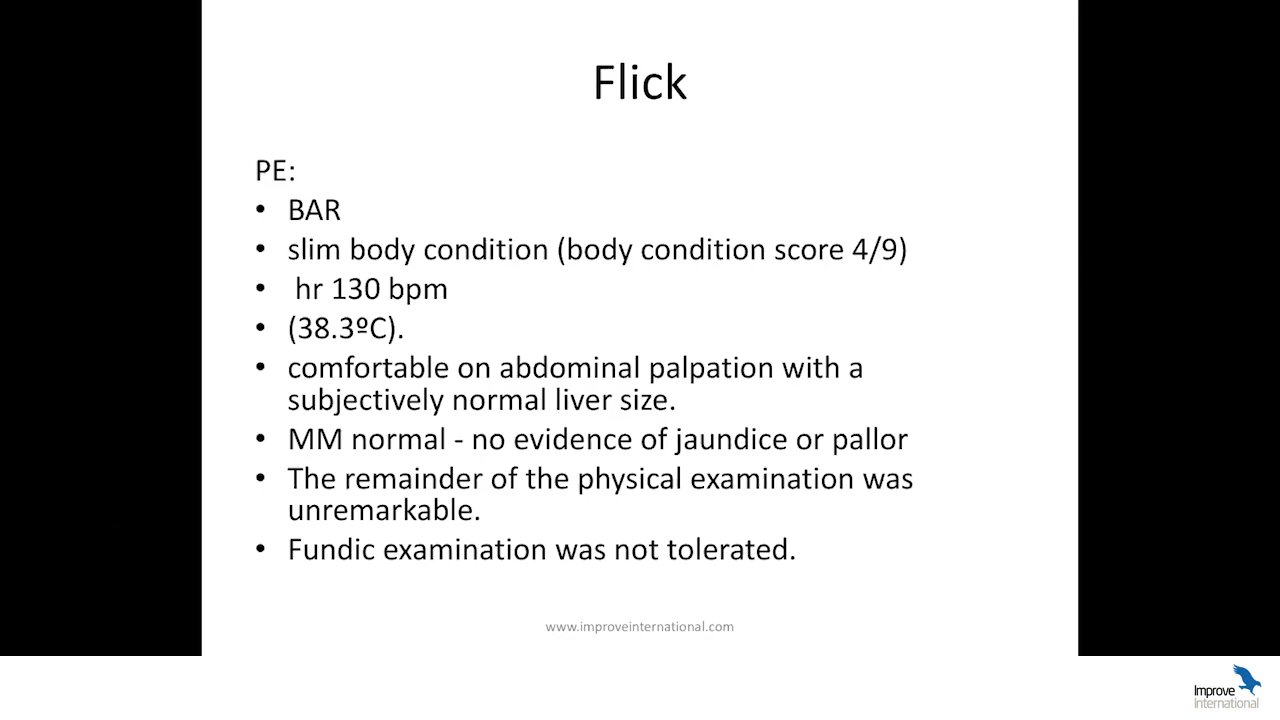 Flick
PE:
• BAR
• slim body condition (body condition score 4/9)
• hr 130 bpm
• (38.3ºC).
• comfortable on abdominal palpation with a
subjectively normal liver size.
• MM normal - no evidence of jaundice or pallor
• The remainder of the physical examination was
unremarkable.
• Fundic examination was not tolerated.
www.improveinternational.com
Improve
International